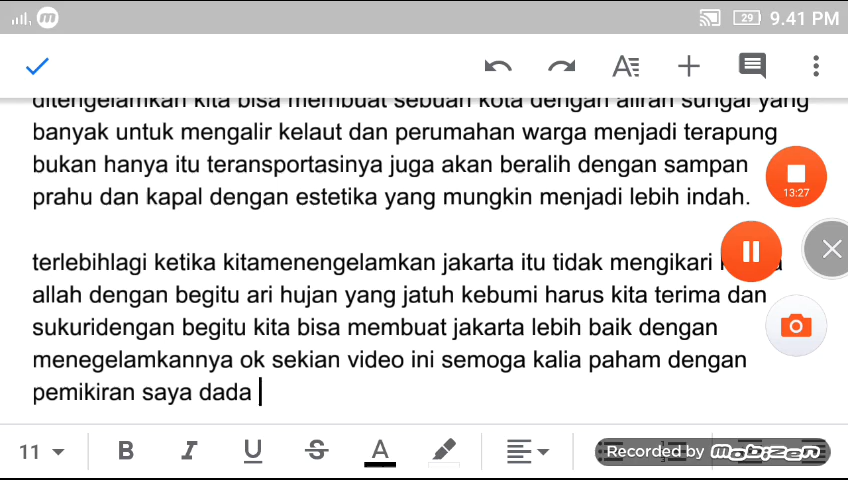 29 9.41 PM
ditengelamkan kita bisa membuat sebuah kota dengan aliran sungai yang
banyak untuk mengalir kelaut dan perumahan warga menjadi terapung
bukan hanya itu teransportasinya juga akan beralih dengan sampan
prahu dan kapal dengan estetika yang mungkin menjadi lebih indah.
13:27
terlebihlagi ketika kitamenengelamkan jakarta itu tidak mengikari
allah dengan begitu ari hujan yang jatuh kebumi harus kita terima dan
sukuridengan begitu kita bisa membuat jakarta lebih baik dengan
menegelamkannya ok sekian video ini semoga kalia paham dengan
pemikiran saya dada
11 B I U S A
Recorded by mobizen